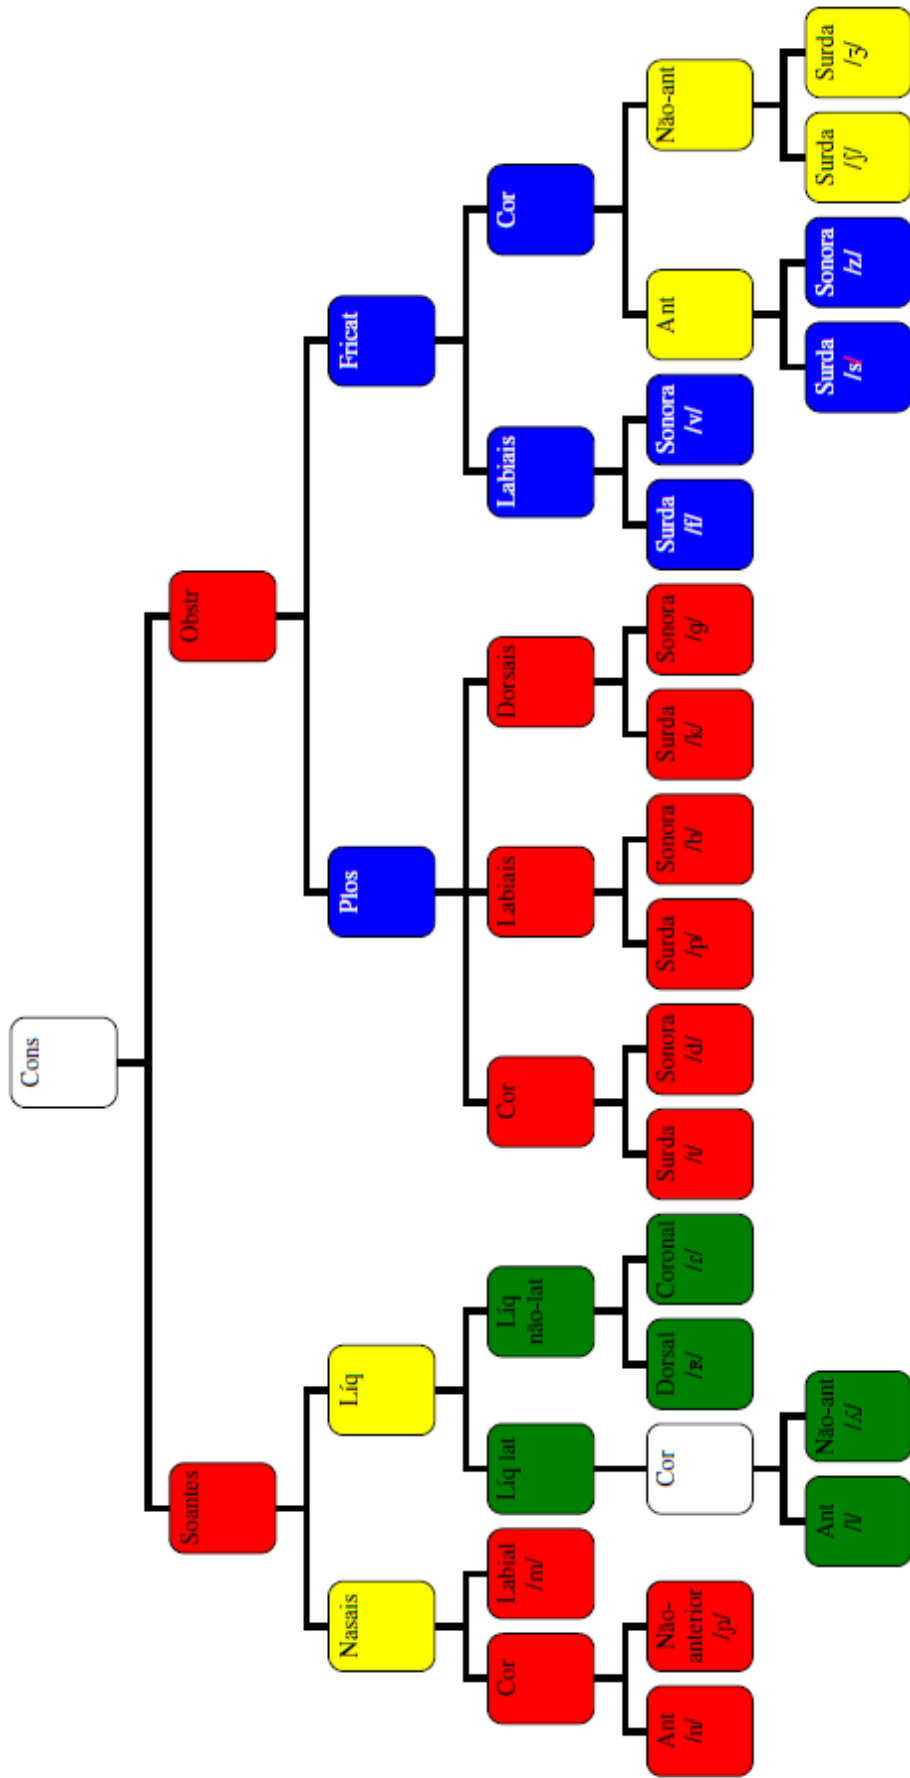 Cons
Soantes
Obstr
Nasais
Líq
Plos
Fricat
Cor
Labial
/m/
Líq lat
Líq
não-lat
Cor
Labiais
Dorsais
Labiais
Cor
Ant
/n/
Não-
anterior
/ɲ/
Cor
Dorsal
/ʀ/
Coronal
/ɾ/
Surda
/t/
Sonora
/d/
Surda
/p/
Sonora
/b/
Surda
/k/
Sonora
/g/
Surda
/f/
Sonora
/v/
Ant
Não-ant
Ant
/l/
Não-ant
/ʎ/
Surda
/s/
Sonora
/z/
Surda
/ʃ/
Surda
/ʒ/